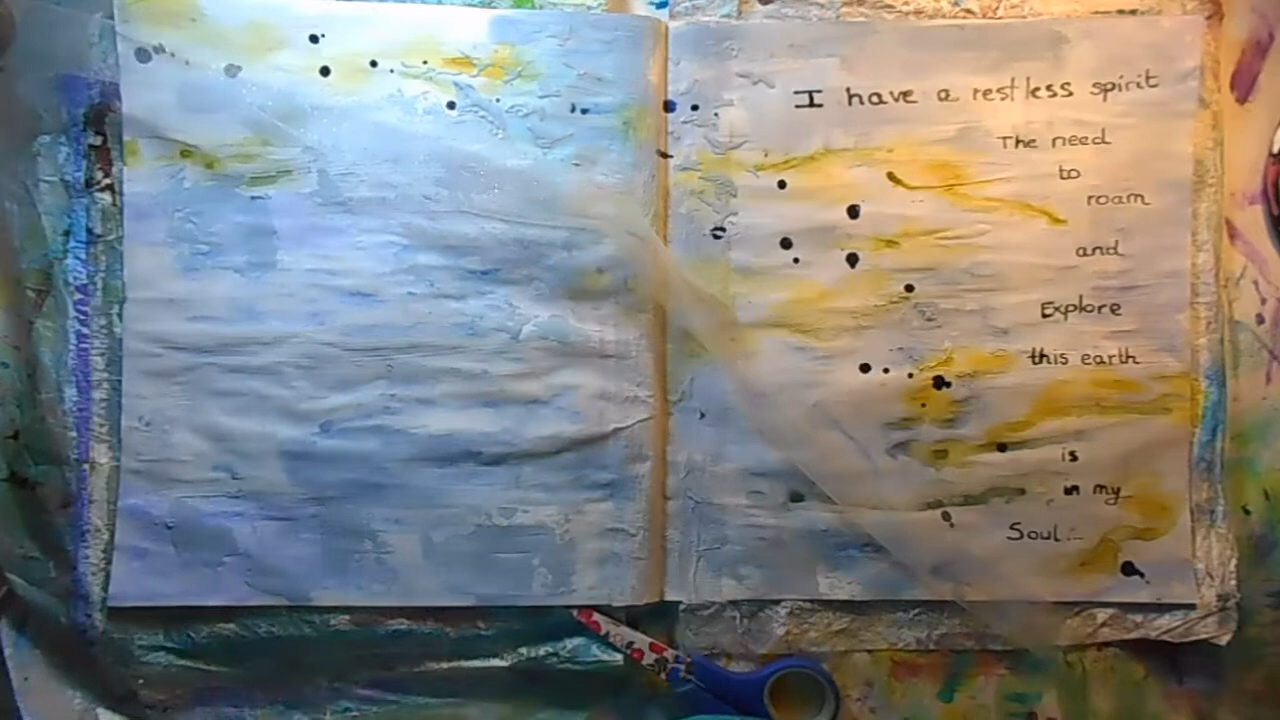 I have a restless spirit
The need
to
roam
and
Explore
this earth
is
in my
Soul...